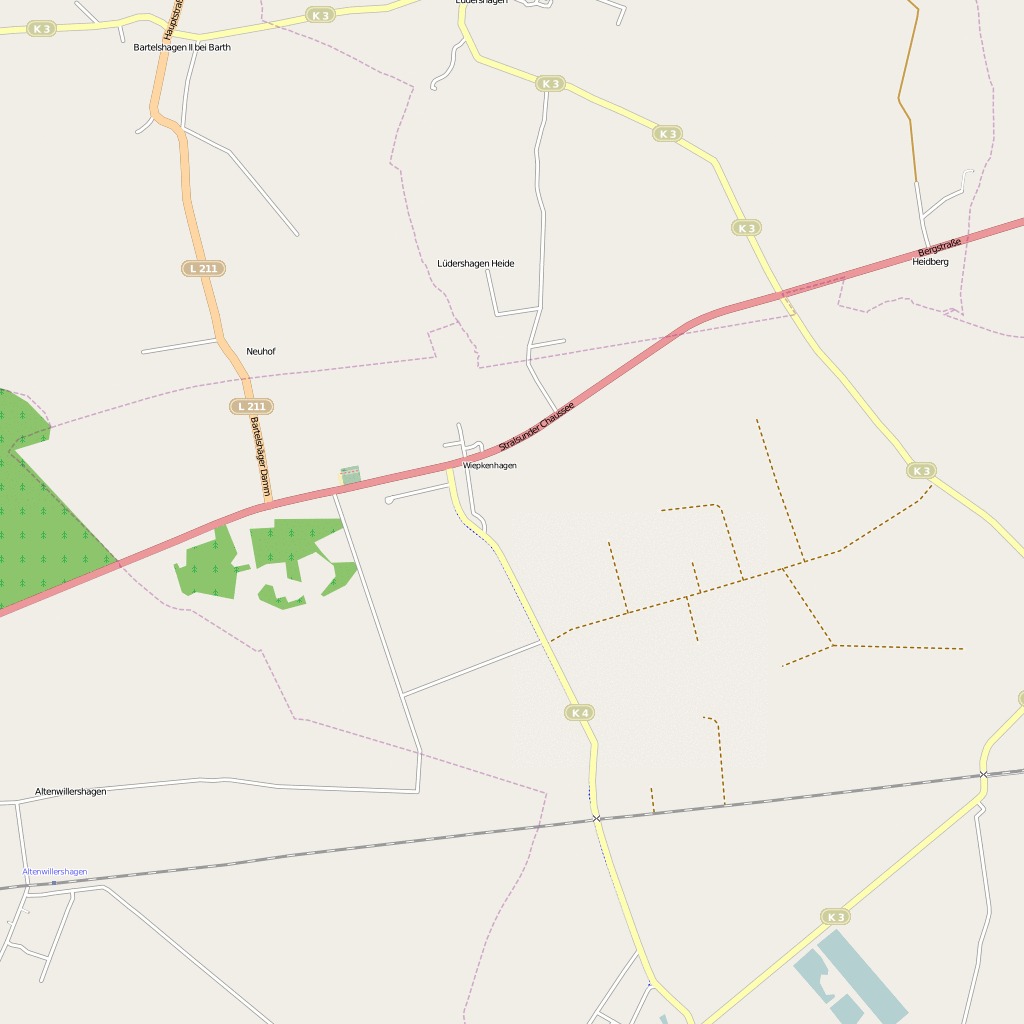 Lüdershagen
K 3
K 3
Hauptstraß
Bartelshagen II bei Barth
K 3
K 3
K 3
Bergstraße
Heidberg
Lüdershagen Heide
L 211
Neuhof
L 211
Bartelshäger Damm
Stralsunder Chaussee
Wiepkenhagen
K 3
K 4
Altenwillershagen
Altenwillershagen
K 3